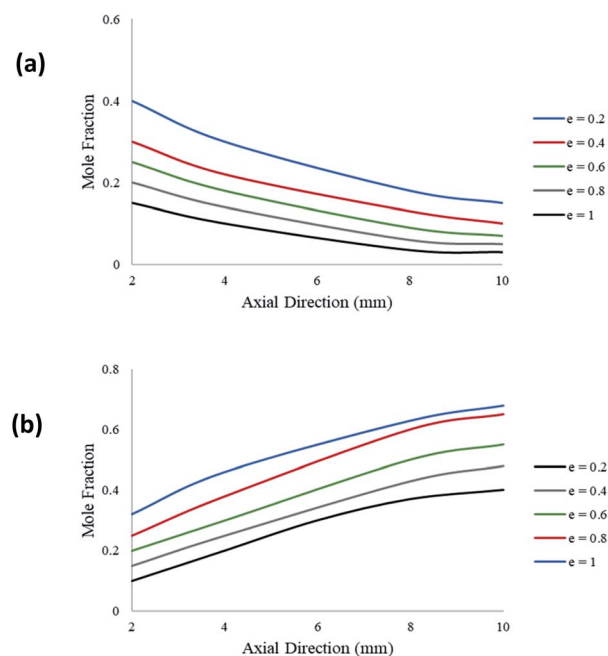 (a)
0.6
0.4
0.2
0
Mole Fraction
2 4 6 8 10
Axial Direction (mm)
e = 0.2
e = 0.4
e = 0.6
e = 0.8
e = 1
(b)
0.8
0.6
0.4
0.2
0
Mole Fraction
2 4 6 8 10
Axial Direction (mm)
e = 0.2
e = 0.4
e = 0.6
e = 0.8
e = 1